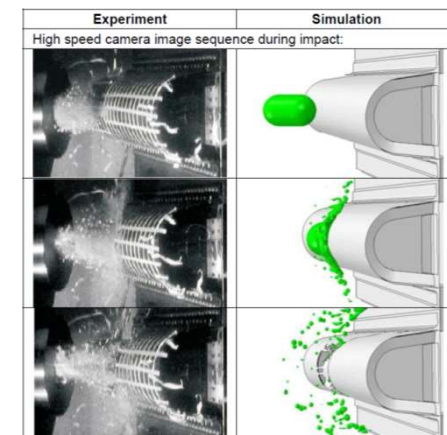 Experiment
Simulation
High speed camera image sequence during impact: